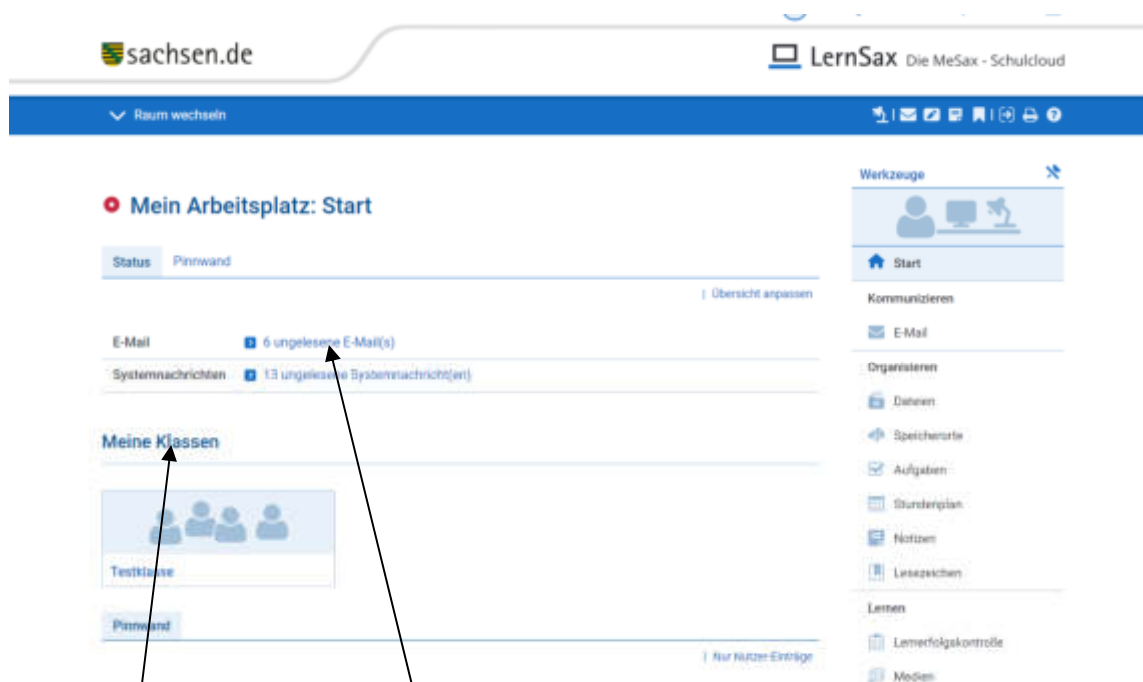 sachsen.de
LernSax Die MeSax - Schulcloud
Raum wechseln
Mein Arbeitsplatz: Start
Status Pinnwand
Übersicht anpassen
E-Mail 6 ungelesene E-Mail(s)
Systemnachrichten 13 ungelesene Systemnachricht(en)
Meine Klassen
Testklasse
Pinnwand
Nur Nutzer-Einträge
Werkzeuge
Start
Kommunizieren
E-Mail
Organisieren
Dateien
Speicherorte
Aufgaben
Stundenplan
Notizen
Lesezeichen
Lernen
Lernerfolgskontrolle
Medien